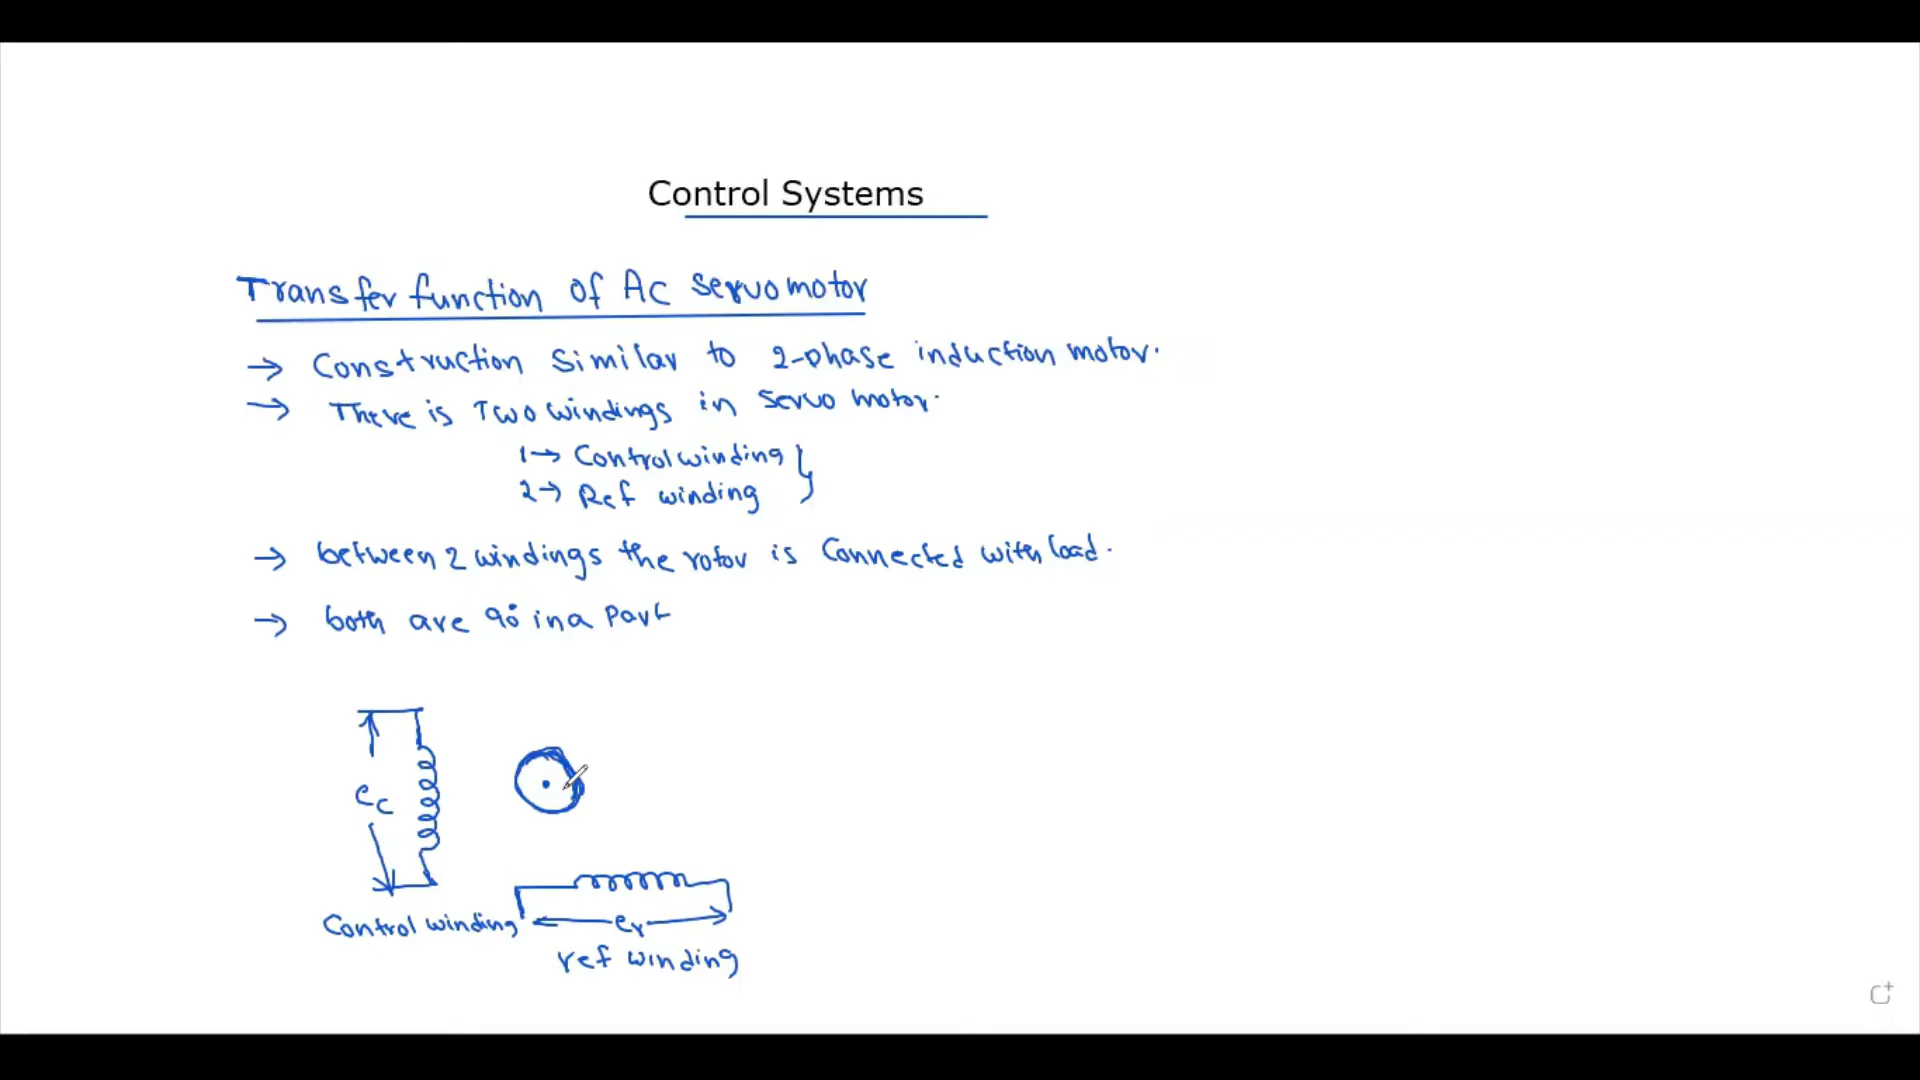 Control Systems
Transfer function of Ac servomotor
→ Construction Similar to 2-phase induction motor.
→ There is Two windings in servo motor.
1→ Control winding
2→ Ref winding
→ between 2 windings the rotor is Connected with load.
→ both are 90° in a Part
ec
Control winding
er
ref winding